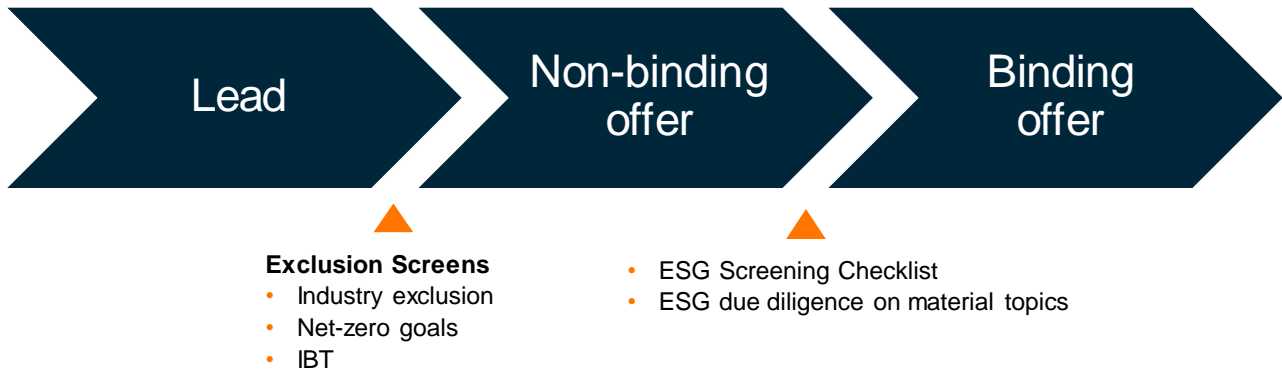 Lead
Non-binding
offer
Binding
offer
Exclusion Screens
• Industry exclusion
• Net-zero goals
• IBT
• ESG Screening Checklist
• ESG due diligence on material topics